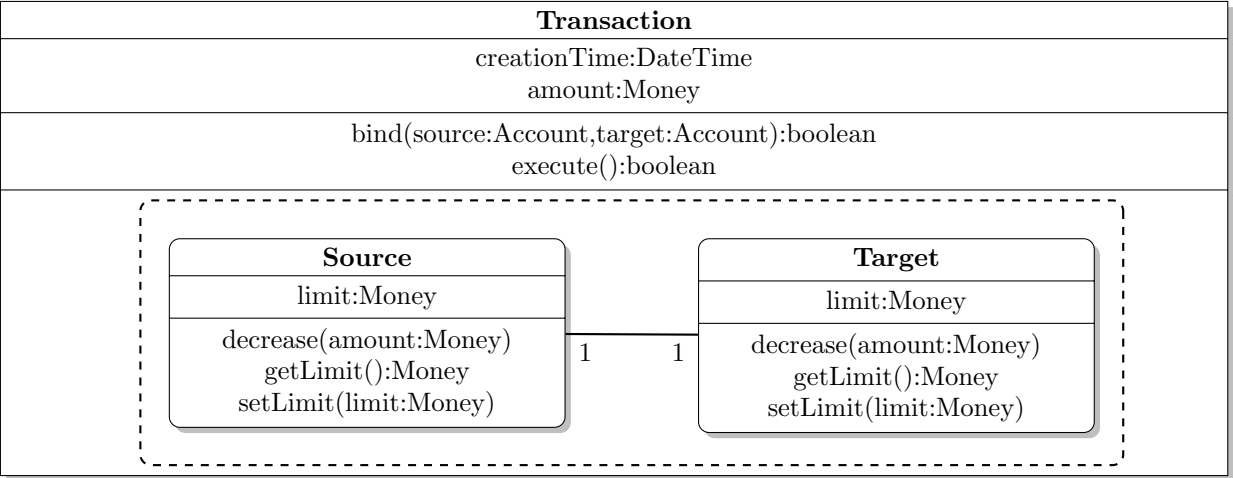 Transaction
creationTime:DateTime
amount:Money
bind(source:Account,target:Account):boolean
execute():boolean
Source
limit:Money
decrease(amount:Money)
getLimit():Money
setLimit(limit:Money)
1
1
Target
limit:Money
decrease(amount:Money)
getLimit():Money
setLimit(limit:Money)